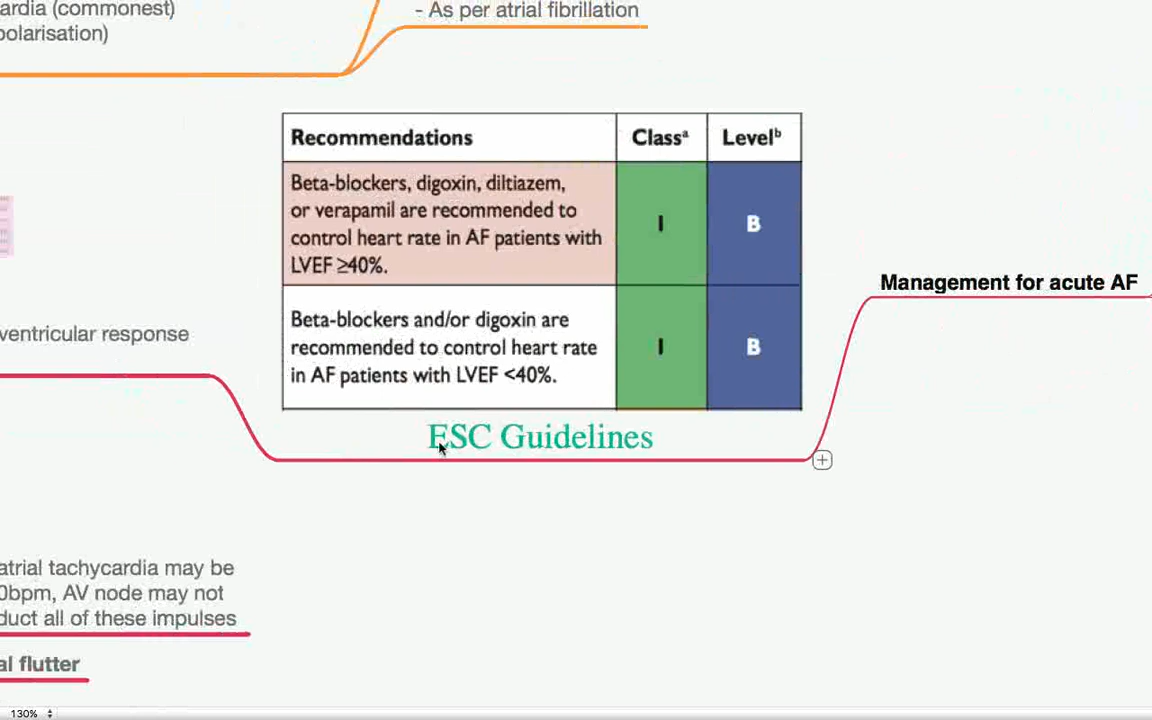 ardia (commonest)
polarisation)
- As per atrial fibrillation
Recommendations Classᵃ Levelᵇ
Beta-blockers, digoxin, diltiazem,
or verapamil are recommended to
control heart rate in AF patients with
LVEF ≥40%.
I B
Beta-blockers and/or digoxin are
recommended to control heart rate
in AF patients with LVEF <40%.
I B
ESC Guidelines
Management for acute AF
ventricular response
atrial tachycardia may be
0bpm, AV node may not
duct all of these impulses
al flutter
130%